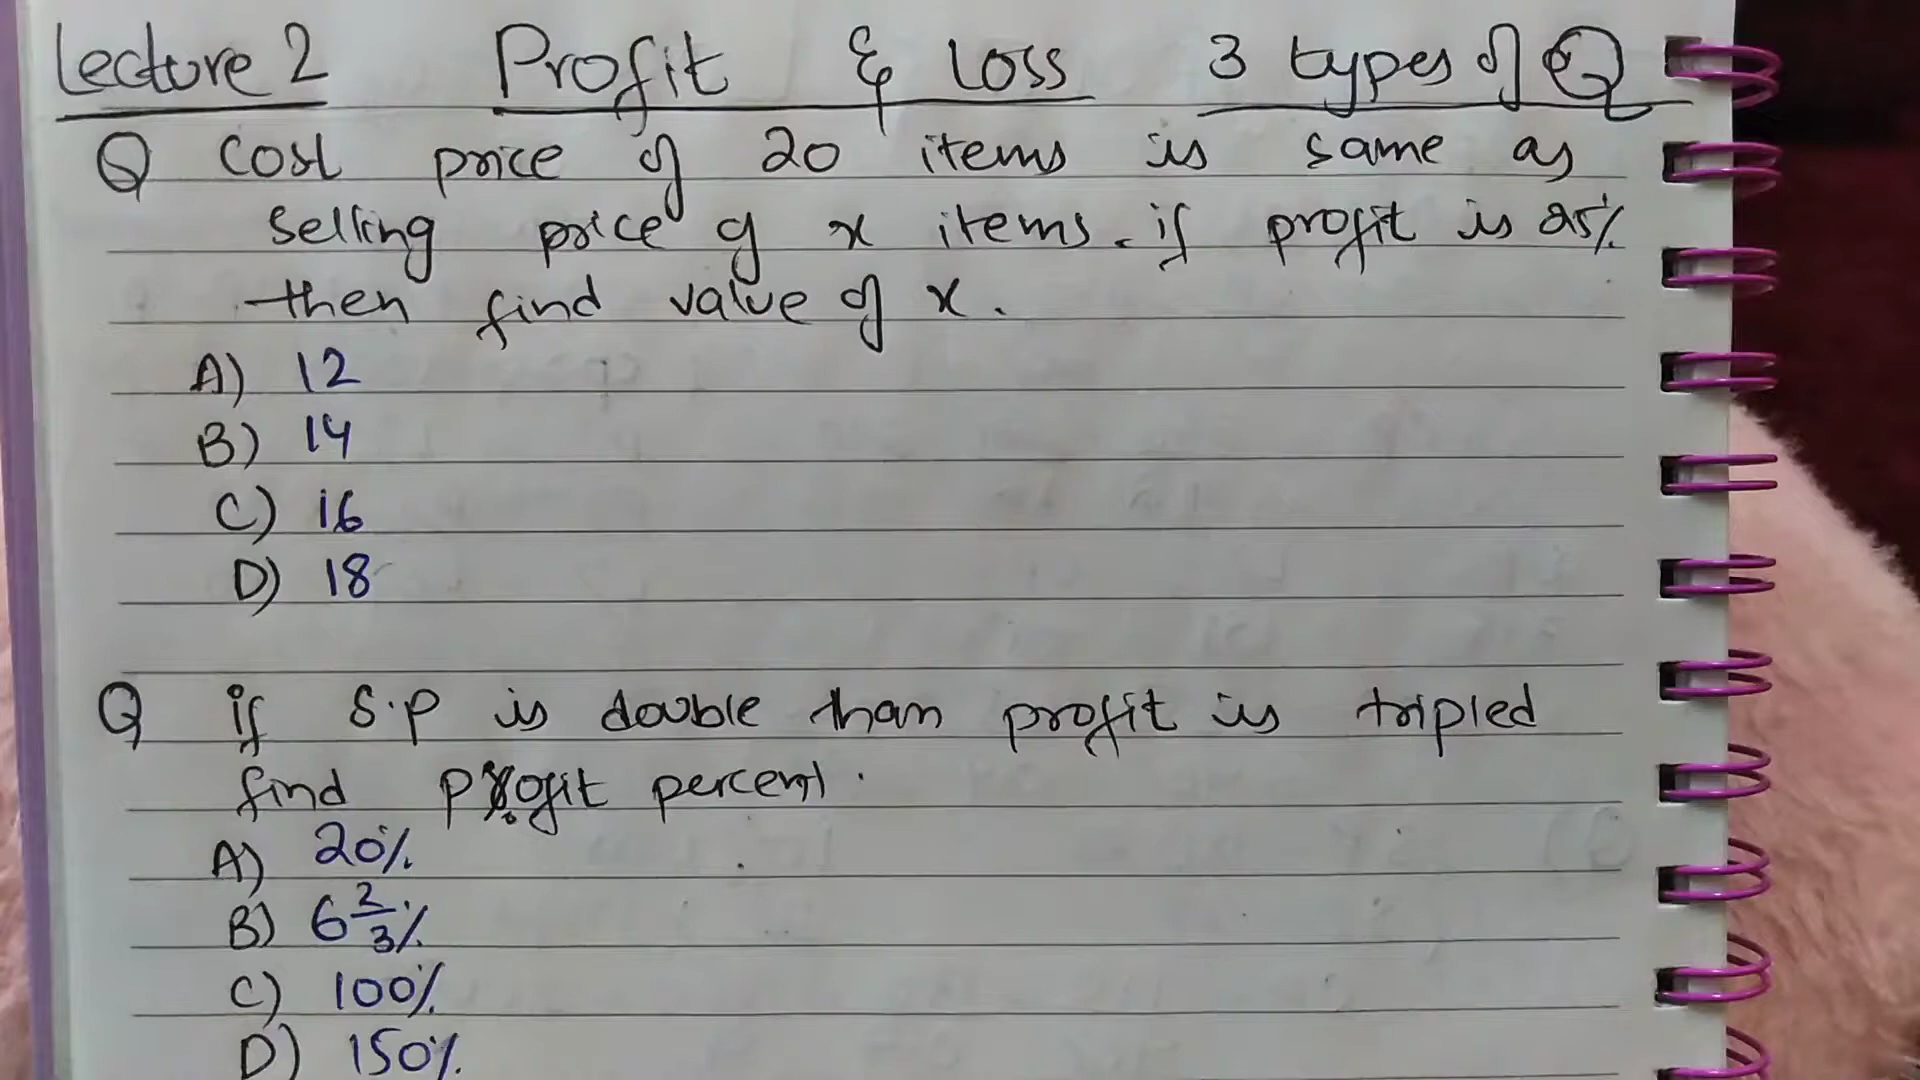 Lecture 2 Profit & Loss 3 types of Q
Q Cost price of 20 items is same as
selling price of x items. if profit is 25%
then find value of x.
A) 12
B) 14
C) 16
D) 18
Q if S.P is double than profit is tripled
find profit percent.
A) 20%
B) 6 2/3%
C) 100%
D) 150%